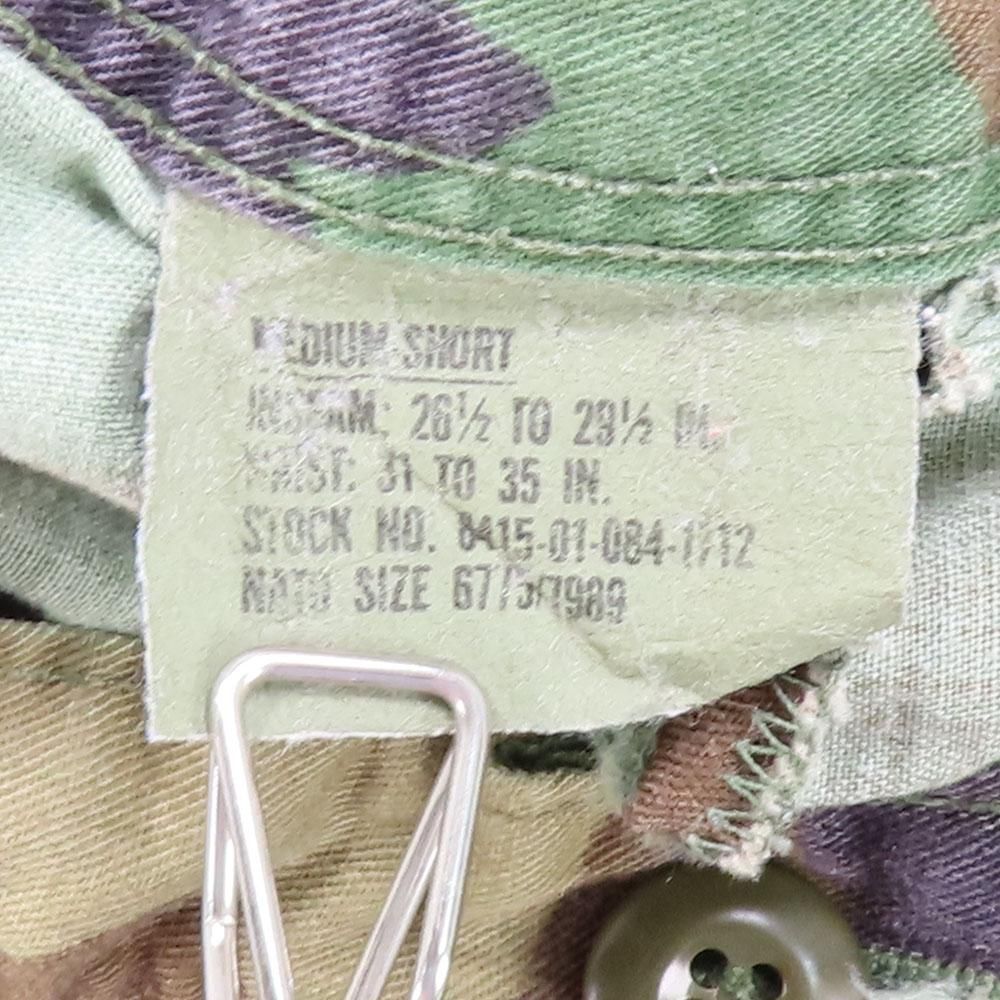 MEDIUM SHORT
INSEAM: 26½ TO 29½ IN.
WAIST: 31 TO 35 IN.
STOCK NO. 8415-01-084-1712
NATO SIZE